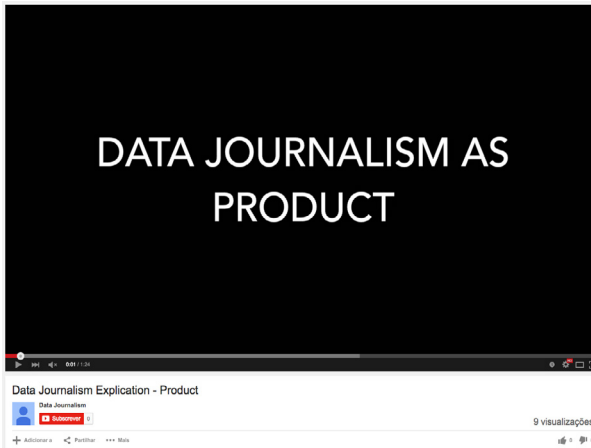 DATA JOURNALISM AS
PRODUCT
0:01 / 1:34
Data Journalism Explication - Product
Data Journalism
Subscrever 0
9 visualizações
Adicionar a Partilhar Mais